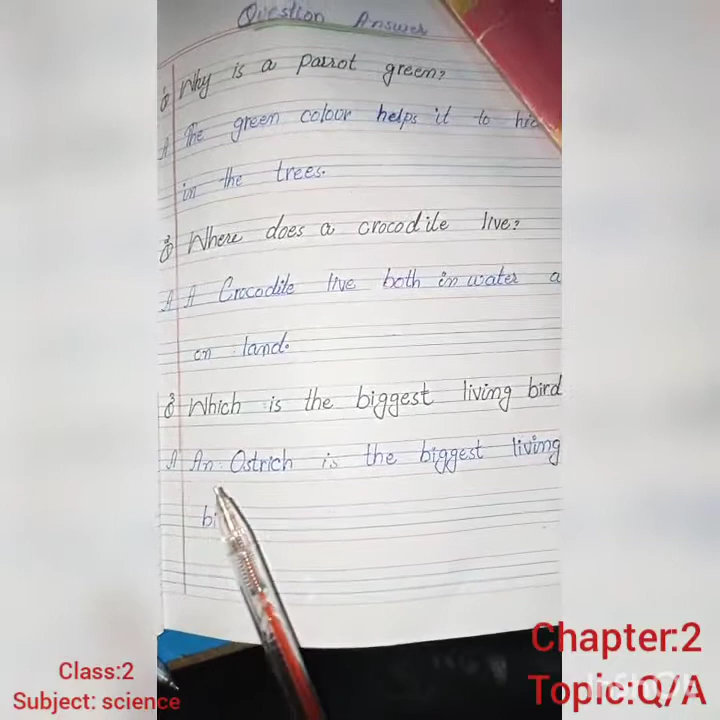 Question Answer
Q Why is a parrot green?
A The green colour helps it to
in the trees.
Q Where does a crocodile live?
A A Crocodile live both in water a
on land.
Q Which is the biggest living bird
A An Ostrich is the biggest living
bi
Chapter:2
Class:2
Subject: science
Topic:Q/A